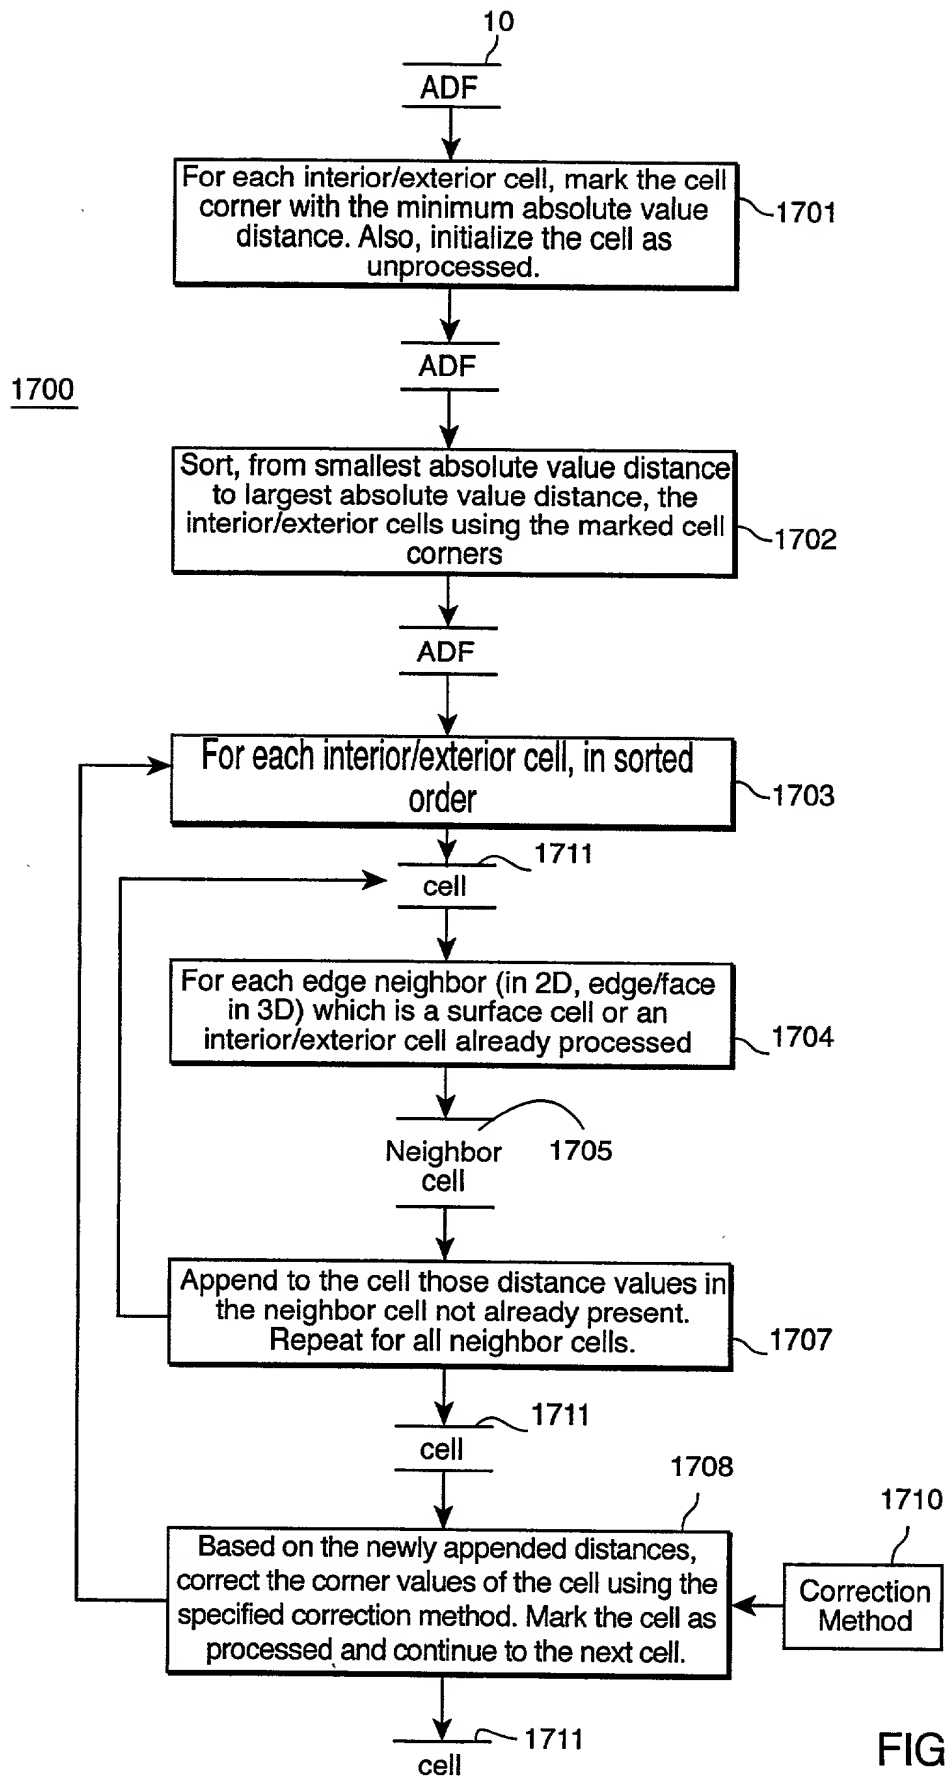 10
ADF
For each interior/exterior cell, mark the cell
corner with the minimum absolute value
distance. Also, initialize the cell as
unprocessed.
1701
ADF
1700
Sort, from smallest absolute value distance
to largest absolute value distance, the
interior/exterior cells using the marked cell
corners
1702
ADF
For each interior/exterior cell, in sorted
order
1703
1711
cell
For each edge neighbor (in 2D, edge/face
in 3D) which is a surface cell or an
interior/exterior cell already processed
1704
Neighbor
cell
1705
Append to the cell those distance values in
the neighbor cell not already present.
Repeat for all neighbor cells.
1707
1711
cell
1708
1710
Based on the newly appended distances,
correct the corner values of the cell using the
specified correction method. Mark the cell as
processed and continue to the next cell.
Correction
Method
1711
cell
FIG